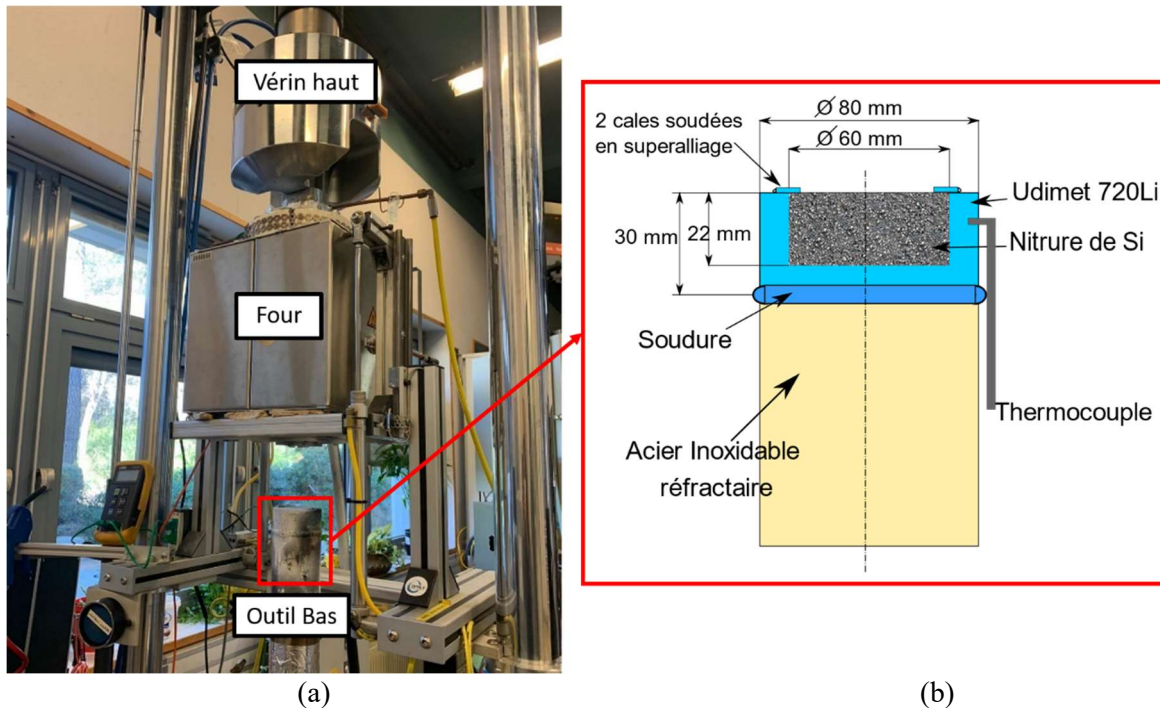 Vérin haut
Four
Outil Bas
(a)
2 cales soudées
en superalliage
Ø 80 mm
Ø 60 mm
30 mm
22 mm
Udimet 720Li
Nitrure de Si
Soudure
Thermocouple
Acier Inoxidable
réfractaire
(b)